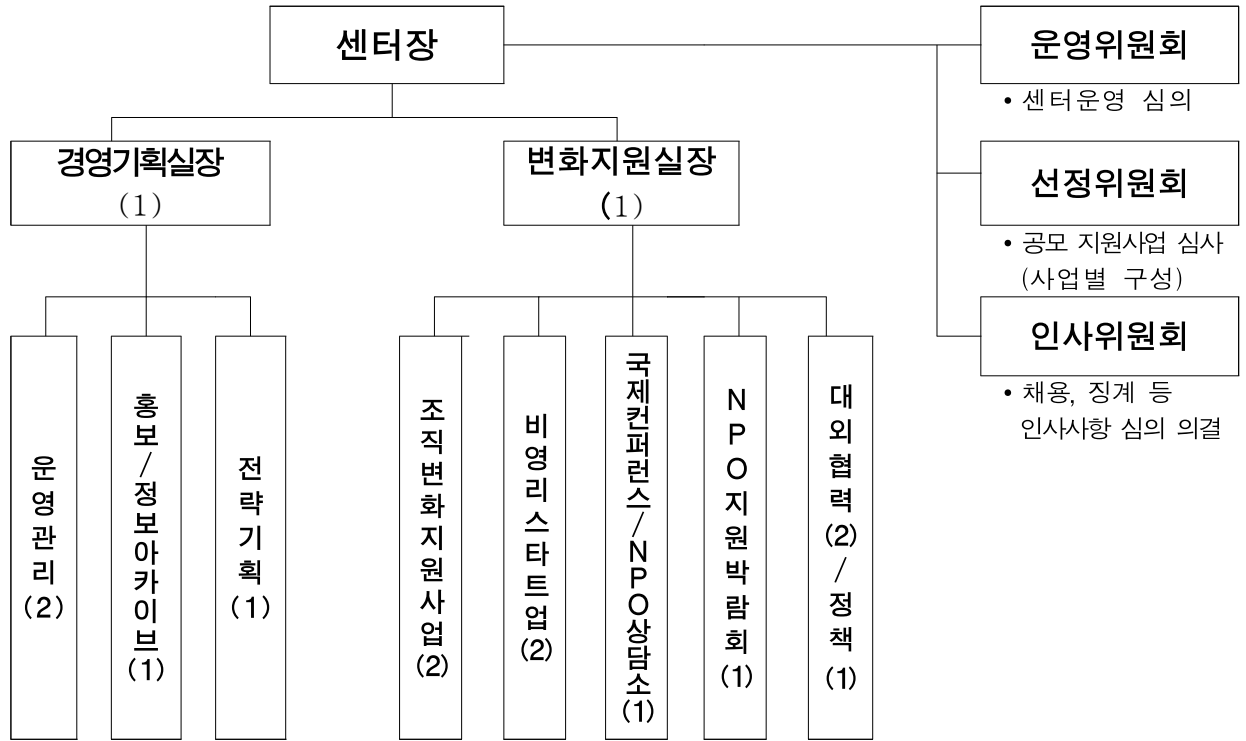 센터장
운영위원회
• 센터운영 심의
경영기획실장
(1)
변화지원실장
(1)
선정위원회
• 공모 지원사업 심사
(사업별 구성)
인사위원회
• 채용, 징계 등
인사사항 심의 의결
운영관리(2)
홍보/정보아카이브(1)
전략기획(1)
조직변화지원사업(2)
비영리스타트업(2)
국제컨퍼런스/NPO상담소(1)
NPO지원박람회(1)
대외협력(2)/정책(1)